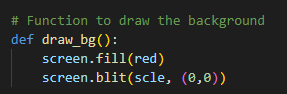 # Function to draw the background
def draw_bg():
    screen.fill(red)
    screen.blit(scle, (0,0))